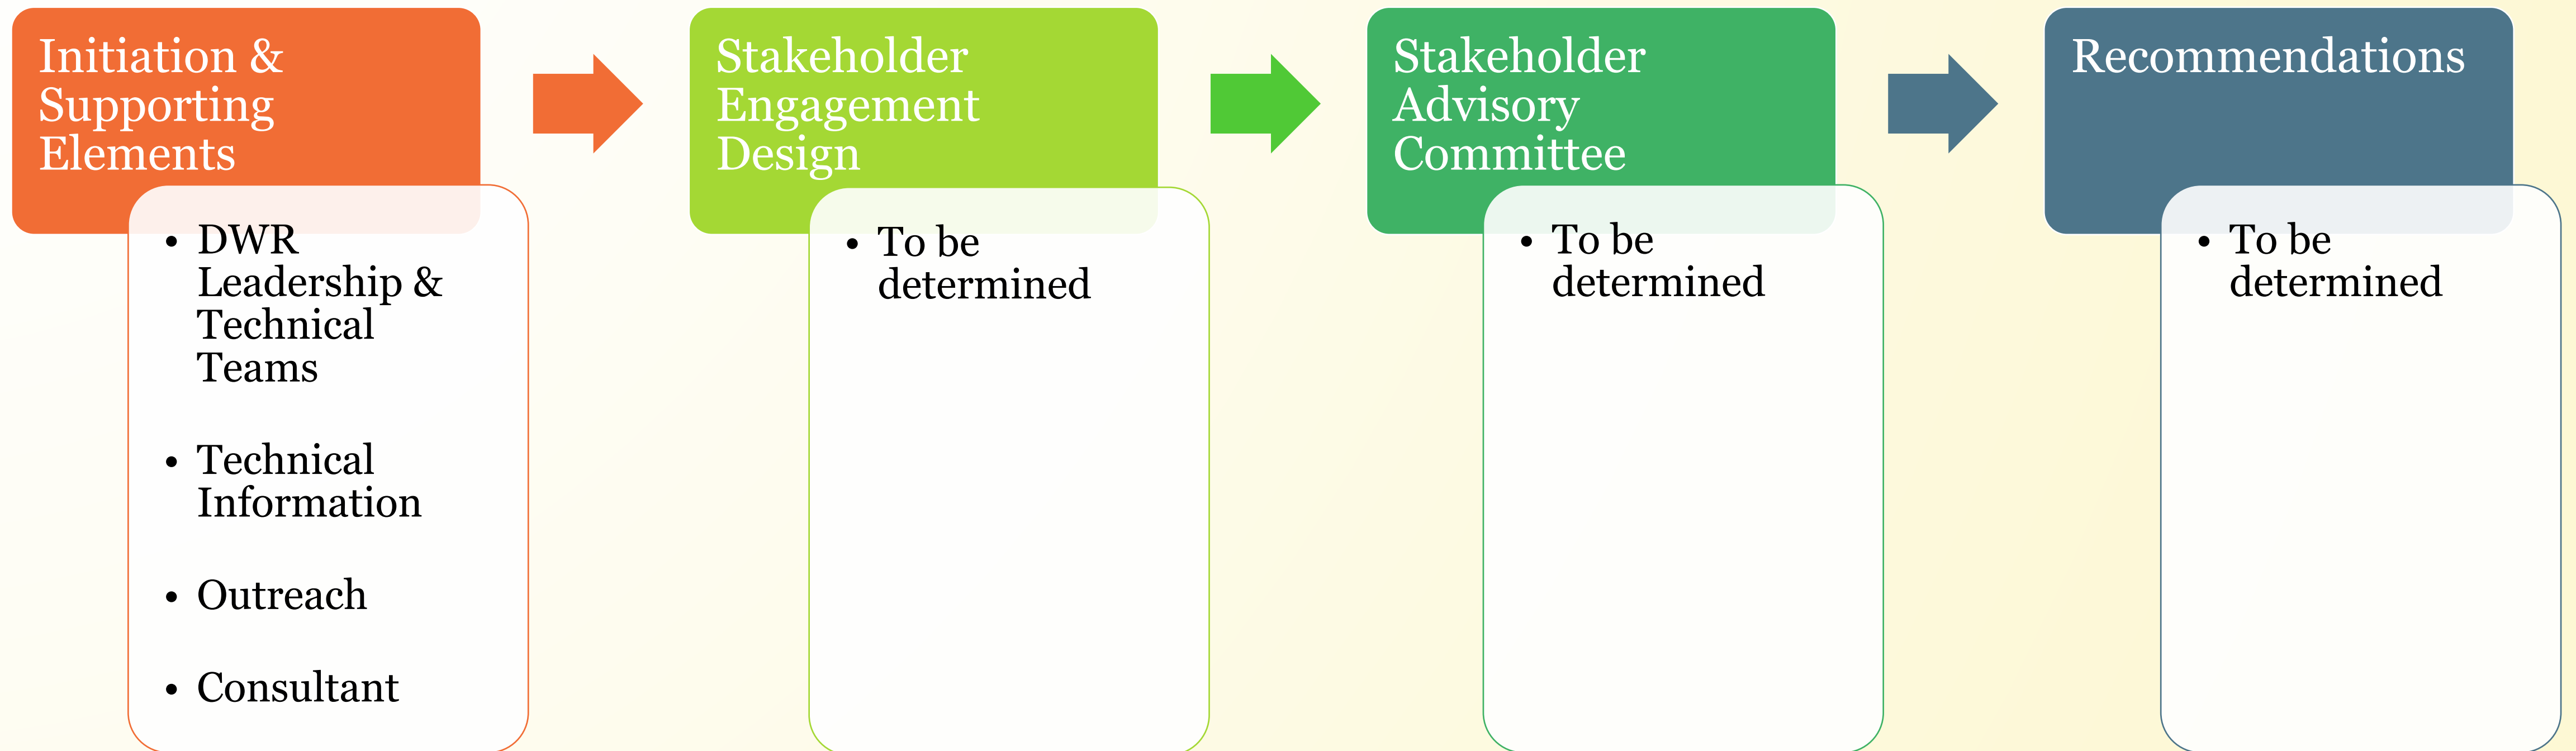 Initiation &
Supporting
Elements
• DWR
Leadership &
Technical
Teams
• Technical
Information
• Outreach
• Consultant
Stakeholder
Engagement
Design
• To be
determined
Stakeholder
Advisory
Committee
• To be
determined
Recommendations
• To be
determined